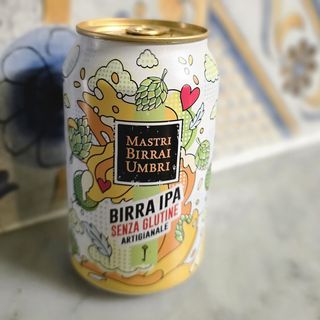 MASTRI
BIRRAI
UMBRI
BIRRA IPA
SENZA GLUTINE
ARTIGIANALE